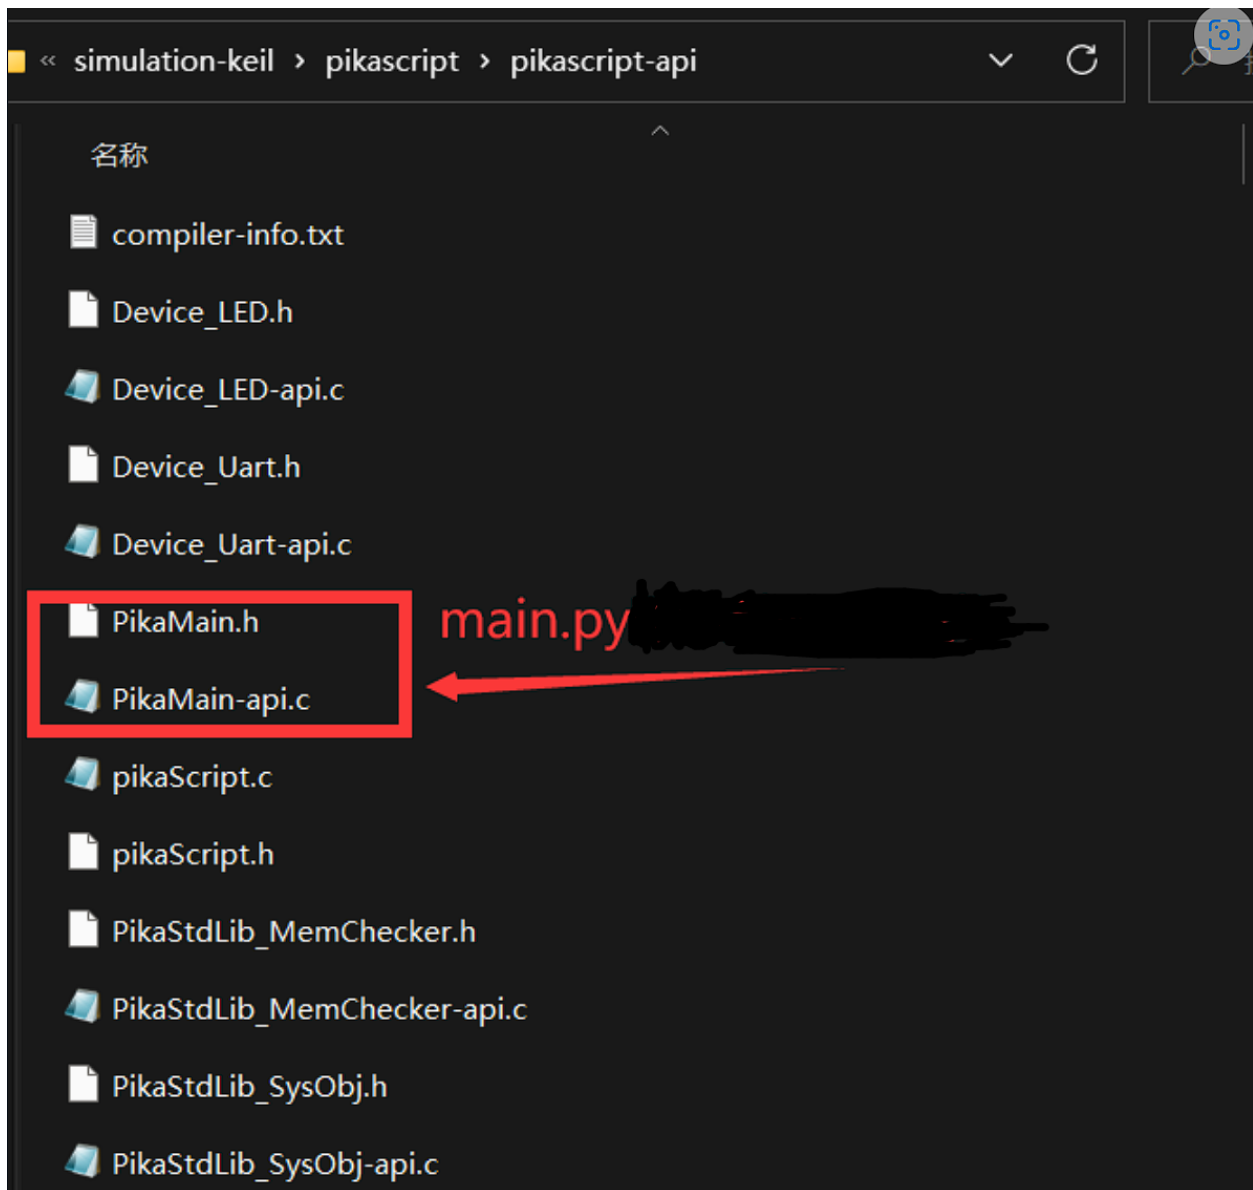 « simulation-keil › pikascript › pikascript-api
名称
compiler-info.txt
Device_LED.h
Device_LED-api.c
Device_Uart.h
Device_Uart-api.c
PikaMain.h
main.py
PikaMain-api.c
pikaScript.c
pikaScript.h
PikaStdLib_MemChecker.h
PikaStdLib_MemChecker-api.c
PikaStdLib_SysObj.h
PikaStdLib_SysObj-api.c